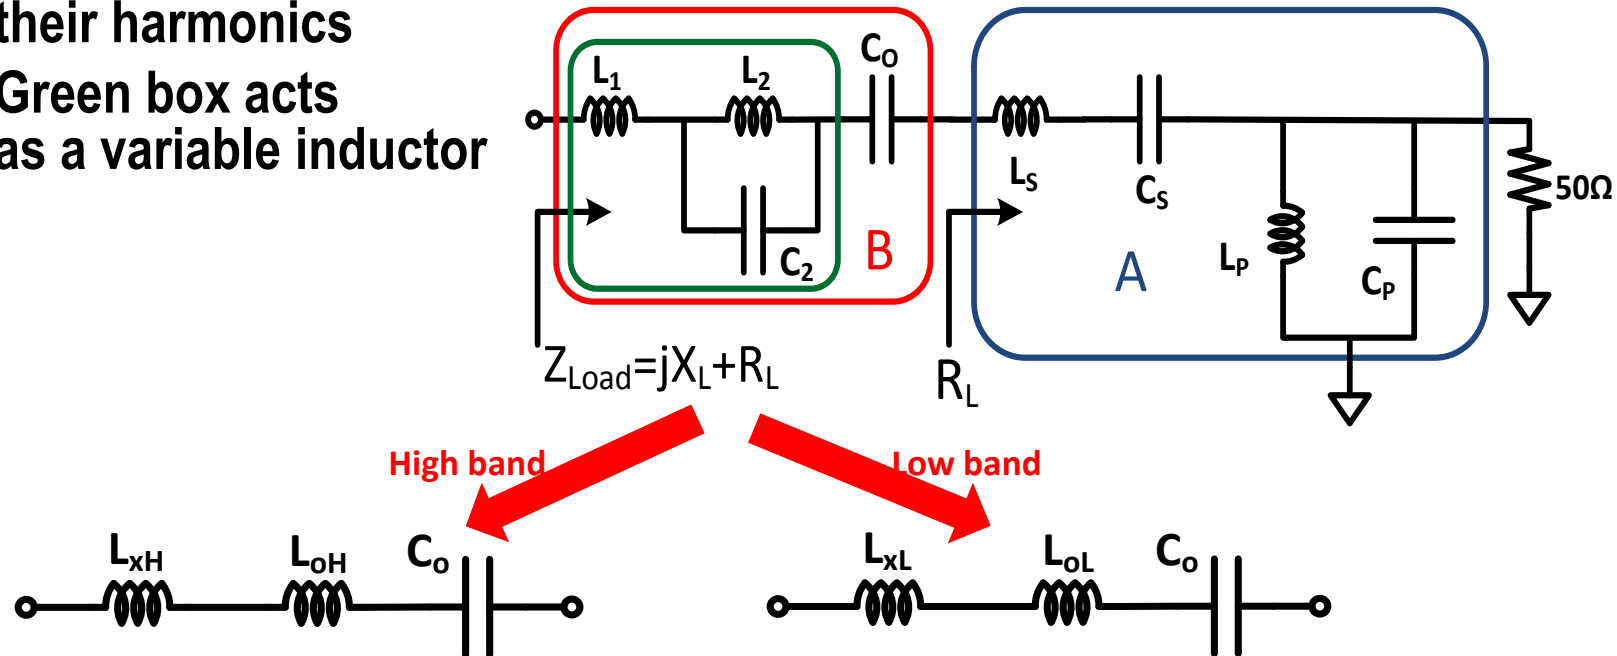 their harmonics
Green box acts
as a variable inductor
L1 L2 CO
LS CS 50Ω
C2 B LP A CP
ZLoad=jXL+RL RL
High band Low band
LxH LoH Co LxL LoL Co